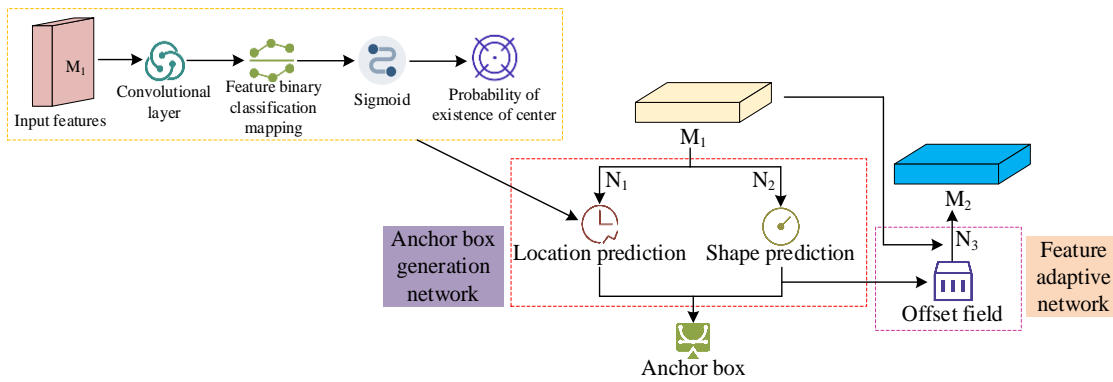 M₁
Input features
Convolutional
layer
Feature binary
classification
mapping
Sigmoid
Probability of
existence of center
M₁
N₁
N₂
Location prediction
Shape prediction
Anchor box
generation
network
Anchor box
M₂
N₃
Offset field
Feature
adaptive
network